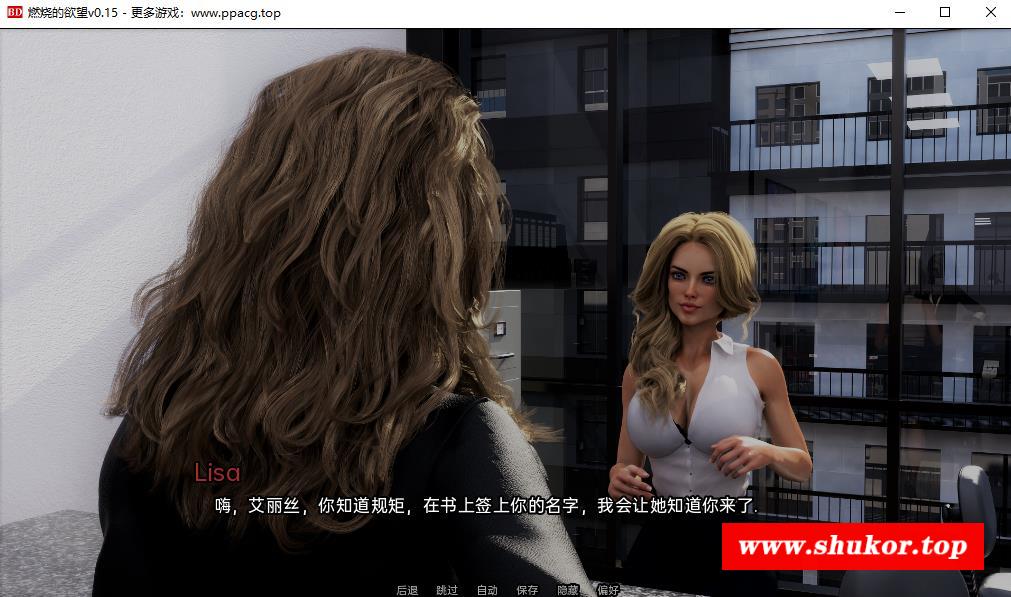 BD 燃烧的欲望v0.15 - 更多游戏：www.ppacg.top
Lisa
嗨，艾丽丝，你知道规矩，在书上签上你的名字，我会让她知道你来了.
www.shukor.top
后退 跳过 自动 保存 隐藏 偏好